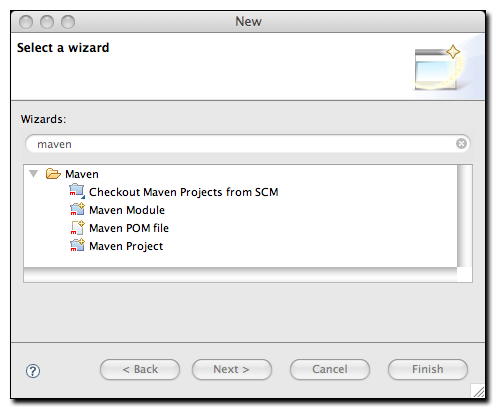 New
Select a wizard
Wizards:
maven
Maven
Checkout Maven Projects from SCM
Maven Module
Maven POM file
Maven Project
?
< Back
Next >
Cancel
Finish